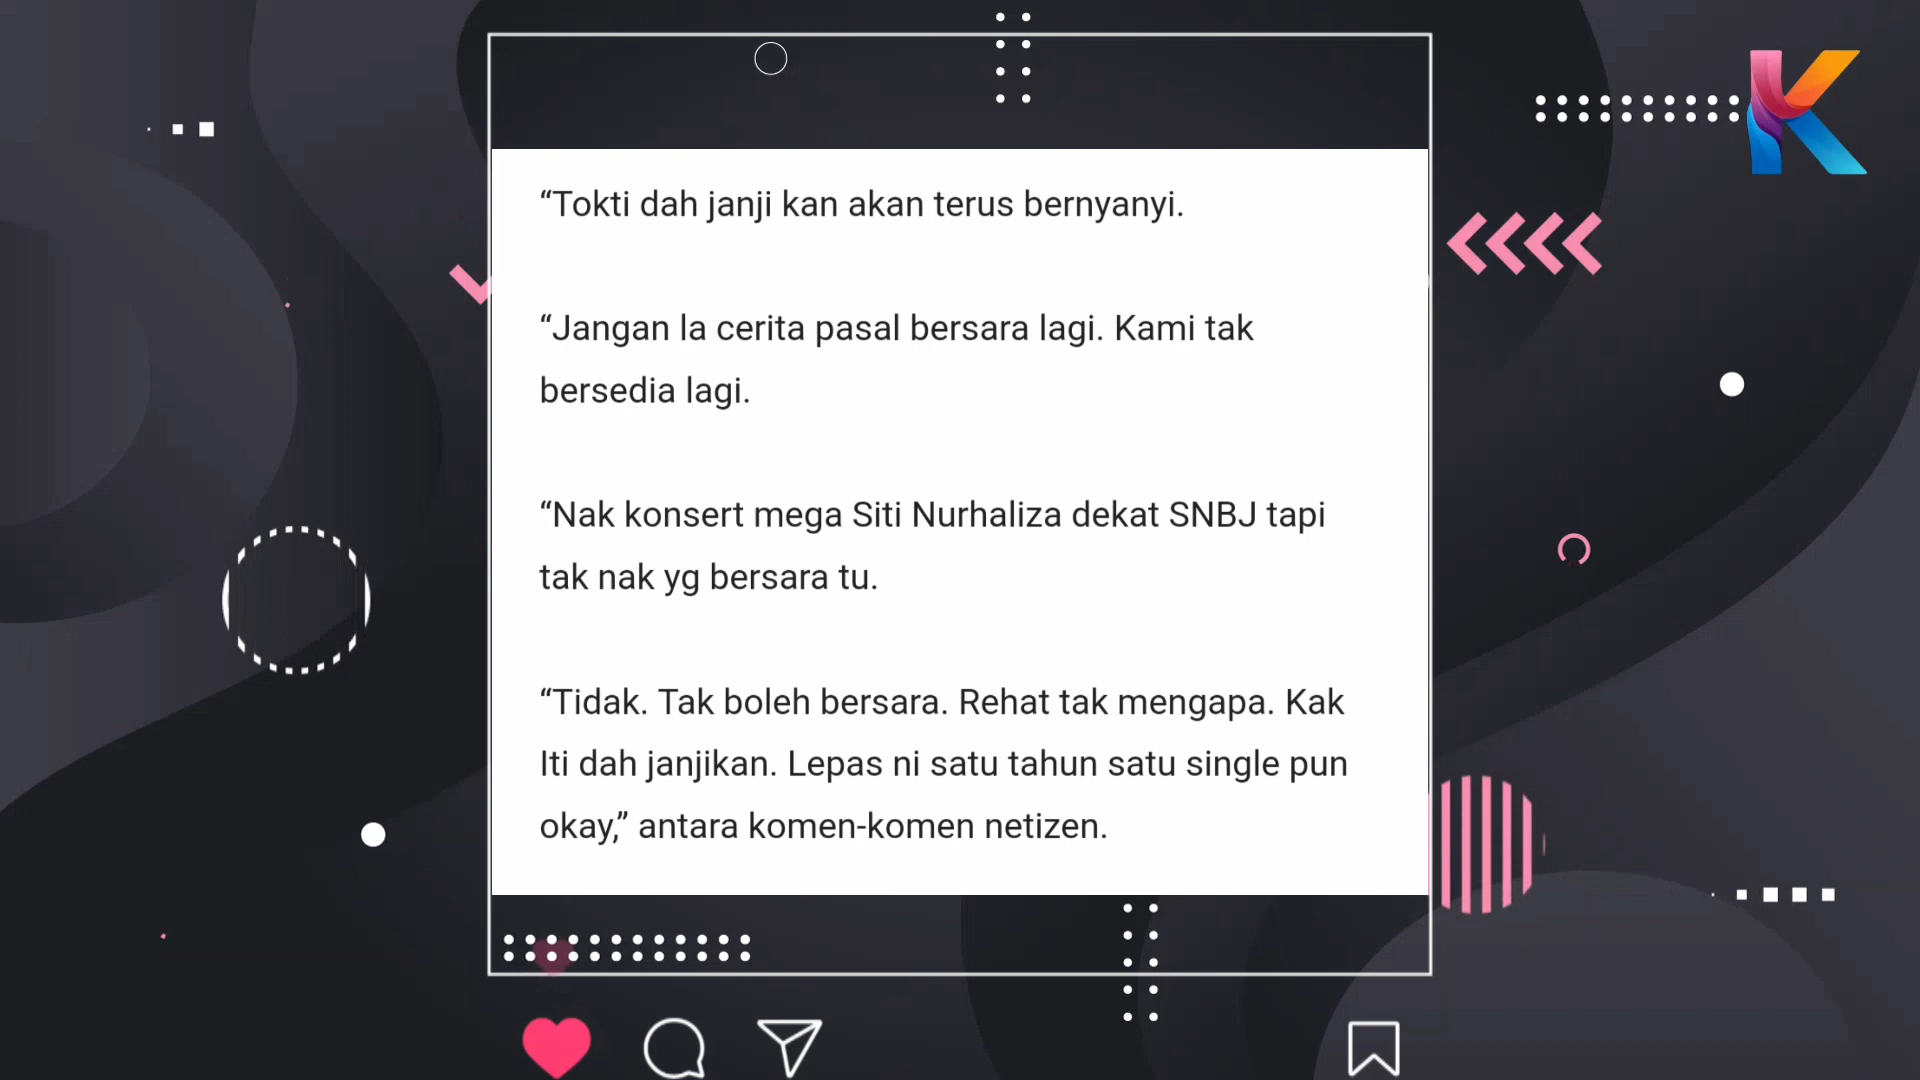 “Tokti dah janji kan akan terus bernyanyi.
“Jangan la cerita pasal bersara lagi. Kami tak
bersedia lagi.
“Nak konsert mega Siti Nurhaliza dekat SNBJ tapi
tak nak yg bersara tu.
“Tidak. Tak boleh bersara. Rehat tak mengapa. Kak
Iti dah janjikan. Lepas ni satu tahun satu single pun
okay,” antara komen-komen netizen.
K